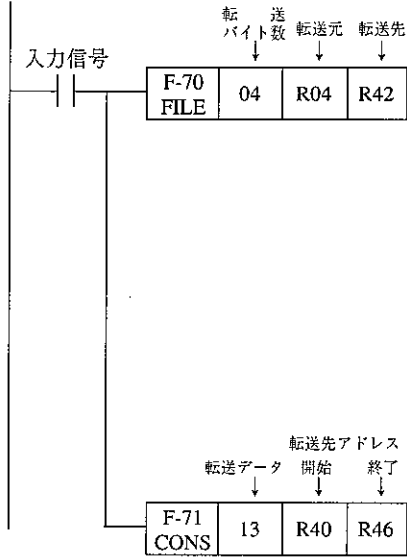 転送
バイト数 転送元 転送先
入力信号
F-70
FILE 04 R04 R42
転送先アドレス
転送データ 開始 終了
F-71
CONS 13 R40 R46